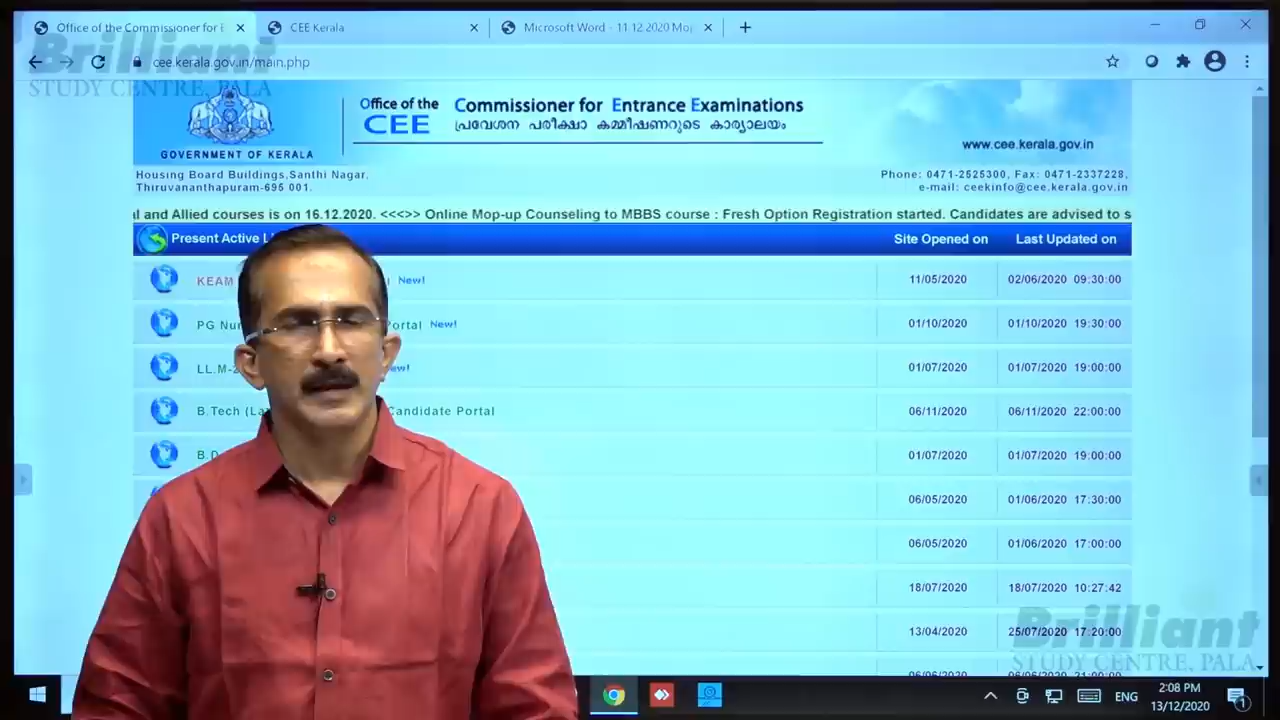 Office of the Commissioner for E
CEE Kerala
Microsoft Word - 11.12.2020 Mop
cee.kerala.gov.in/main.php
Brilliant
STUDY CENTRE, PALA
GOVERNMENT OF KERALA
Office of the
CEE
Commissioner for Entrance Examinations
പ്രവേശന പരീക്ഷാ കമ്മീഷണറുടെ കാര്യാലയം
www.cee.kerala.gov.in
Housing Board Buildings,Santhi Nagar,
Thiruvananthapuram-695 001.
Phone: 0471-2525300, Fax: 0471-2337228,
e-mail: ceekinfo@cee.kerala.gov.in
al and Allied courses is on 16.12.2020. <<<>> Online Mop-up Counseling to MBBS course : Fresh Option Registration started. Candidates are advised to s
Present Active Site Opened on Last Updated on
KEAM New! 11/05/2020 02/06/2020 09:30:00
PG Portal New! 01/10/2020 01/10/2020 19:30:00
LL.M 01/07/2020 01/07/2020 19:00:00
B.Tech Candidate Portal 06/11/2020 06/11/2020 22:00:00
01/07/2020 01/07/2020 19:00:00
06/05/2020 01/06/2020 17:30:00
06/05/2020 01/06/2020 17:00:00
18/07/2020 18/07/2020 10:27:42
13/04/2020 25/07/2020 17:20:00
Brilliant
STUDY CENTRE, PALA
ENG
2:08 PM
13/12/2020
1